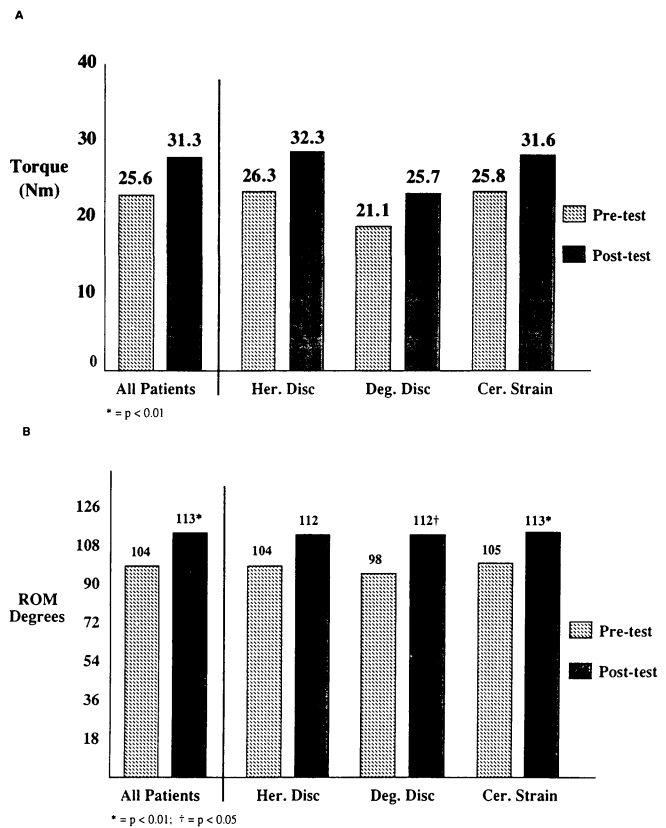 A
40
30
20
10
0
Torque
(Nm)
25.6
31.3
26.3
32.3
21.1
25.7
25.8
31.6
Pre-test
Post-test
All Patients
Her. Disc
Deg. Disc
Cer. Strain
* = p < 0.01
B
126
108
90
72
54
36
18
ROM
Degrees
104
113*
104
112
98
112†
105
113*
Pre-test
Post-test
All Patients
Her. Disc
Deg. Disc
Cer. Strain
* = p < 0.01; † = p < 0.05